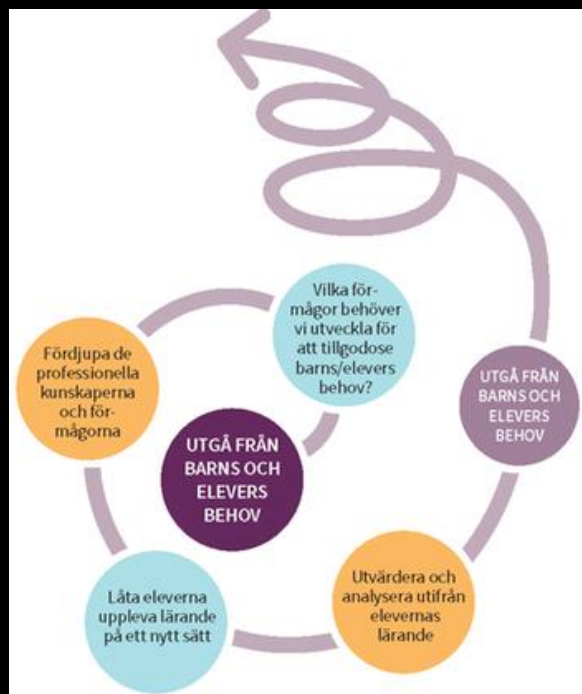 UTGÅ FRÅN
BARNS OCH
ELEVERS
BEHOV
Vilka för-
mågor behöver
vi utveckla för
att tillgodose
barns/elevers
behov?
Fördjupa de
professionella
kunskaperna
och för-
mågorna
Låta eleverna
uppleva lärande
på ett nytt sätt
Utvärdera och
analysera utifrån
elevernas
lärande
UTGÅ FRÅN
BARNS OCH
ELEVERS
BEHOV